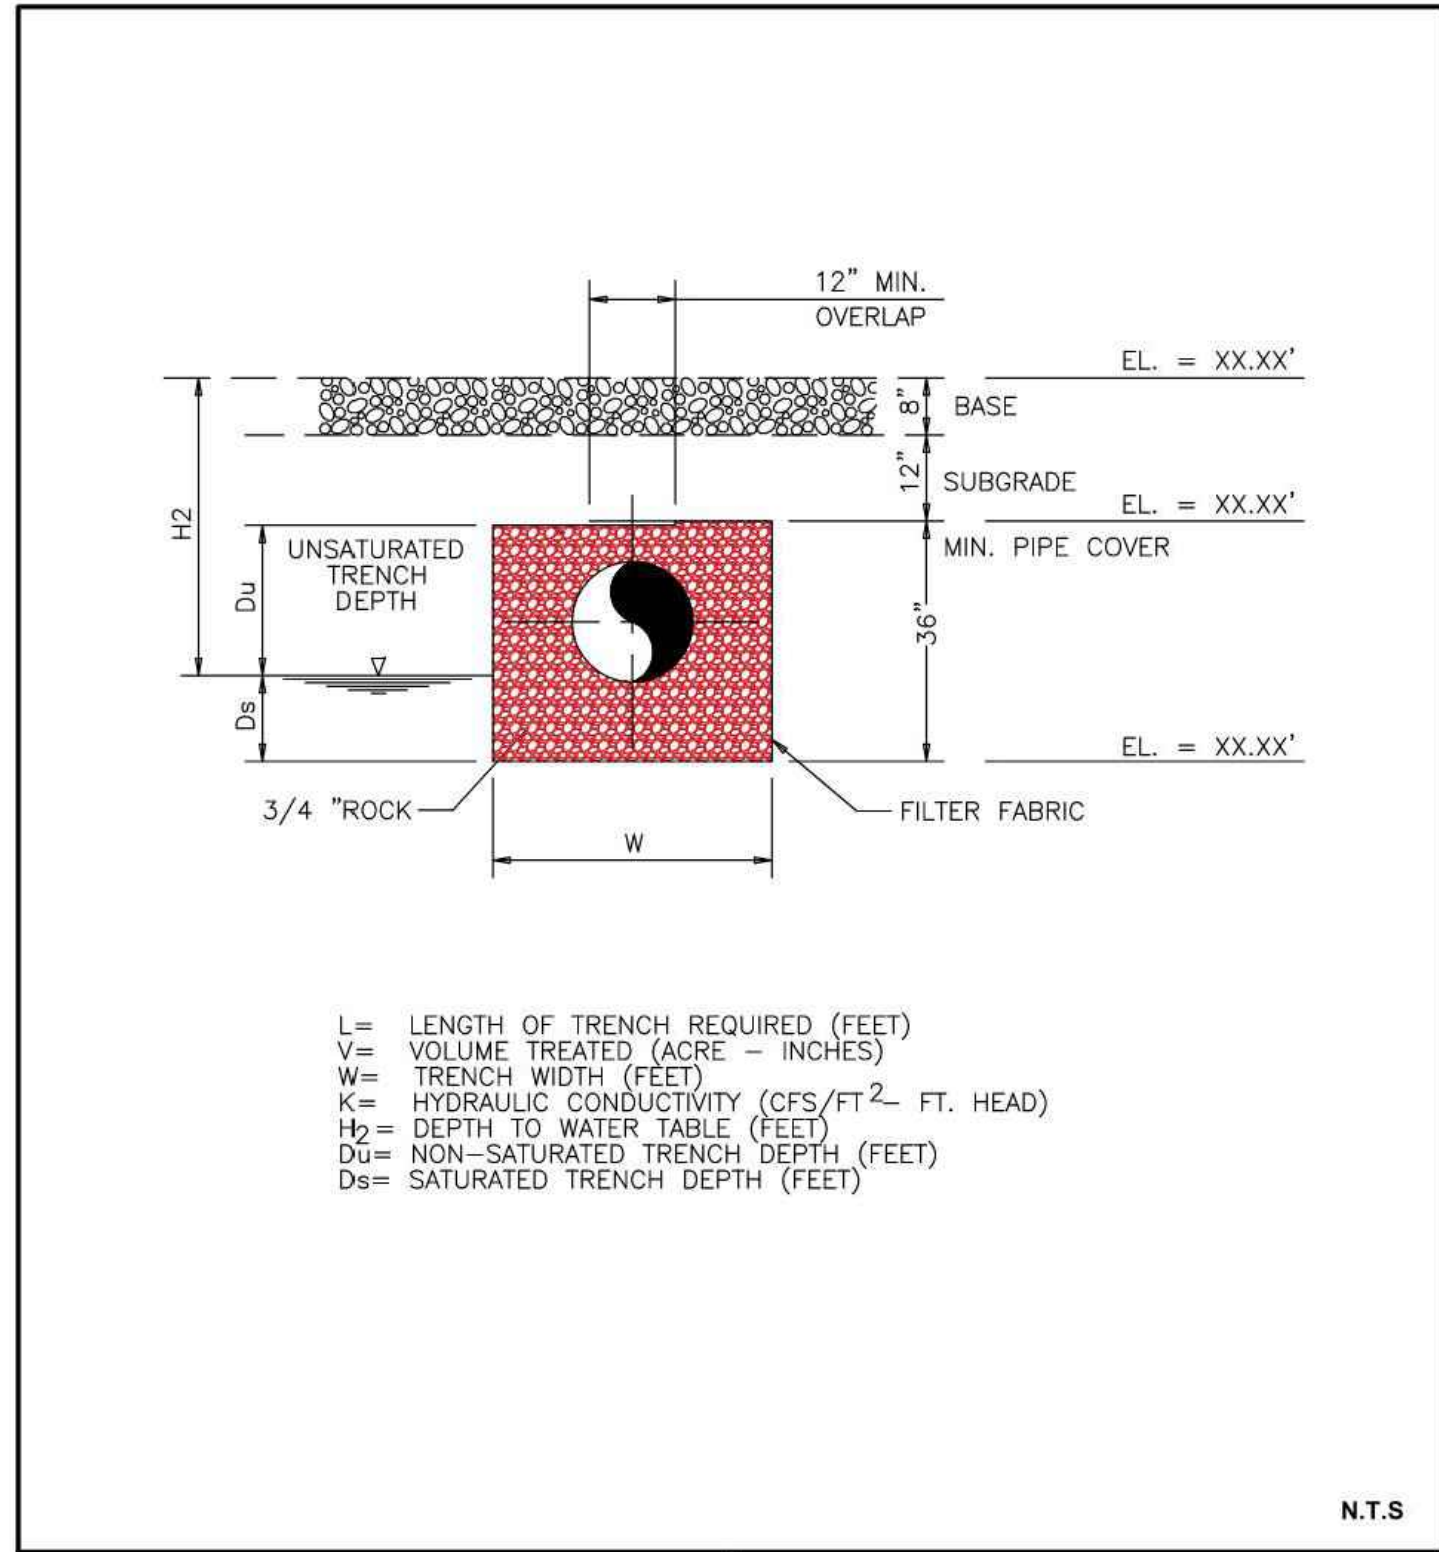 12" MIN.
OVERLAP
EL. = XX.XX'
8"
BASE
12"
SUBGRADE
EL. = XX.XX'
MIN. PIPE COVER
H2
UNSATURATED
TRENCH
DEPTH
Du
36"
Ds
EL. = XX.XX'
3/4 "ROCK
FILTER FABRIC
W
L= LENGTH OF TRENCH REQUIRED (FEET)
V= VOLUME TREATED (ACRE - INCHES)
W= TRENCH WIDTH (FEET)
K= HYDRAULIC CONDUCTIVITY (CFS/FT²- FT. HEAD)
H2= DEPTH TO WATER TABLE (FEET)
Du= NON-SATURATED TRENCH DEPTH (FEET)
Ds= SATURATED TRENCH DEPTH (FEET)
N.T.S